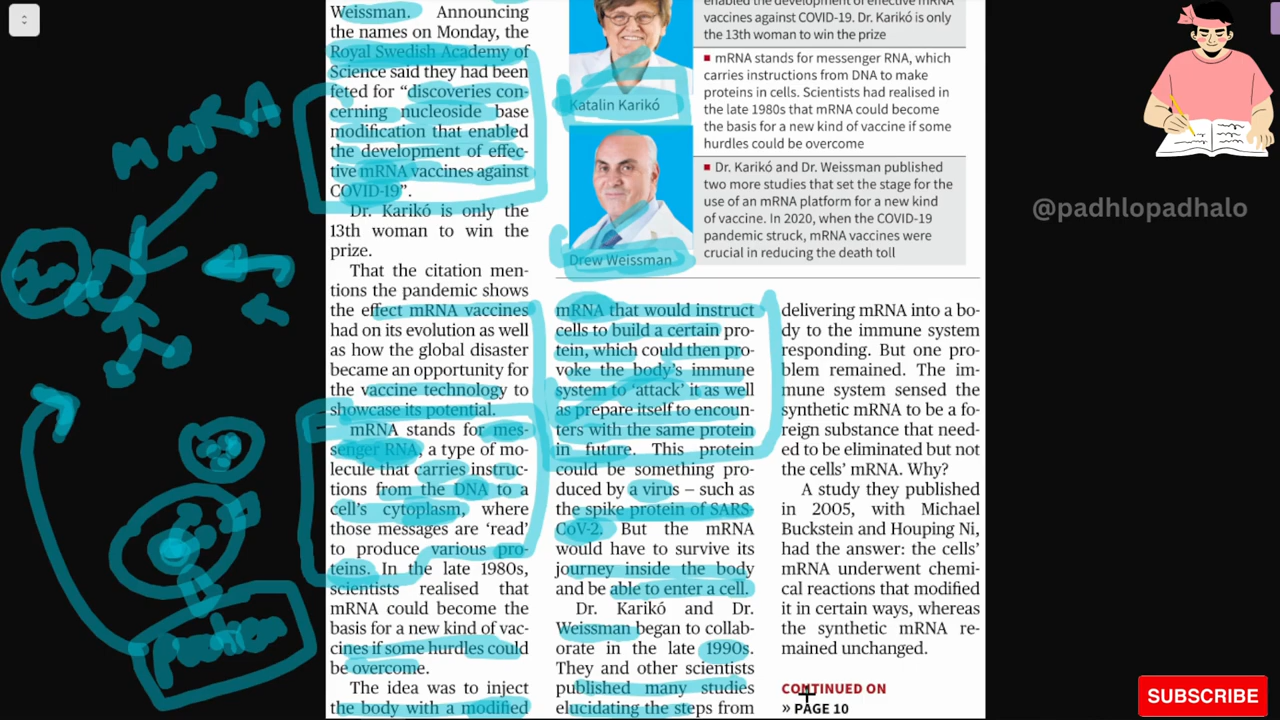 Weissman. Announcing
the names on Monday, the
Royal Swedish Academy of
Science said they had been
feted for “discoveries con-
cerning nucleoside base
modification that enabled
the development of effec-
tive mRNA vaccines against
COVID-19”.
Dr. Karikó is only the
13th woman to win the
prize.
That the citation men-
tions the pandemic shows
the effect mRNA vaccines
had on its evolution as well
as how the global disaster
became an opportunity for
the vaccine technology to
showcase its potential.
mRNA stands for mes-
senger RNA, a type of mo-
lecule that carries instruc-
tions from the DNA to a
cell’s cytoplasm, where
those messages are ‘read’
to produce various pro-
teins. In the late 1980s,
scientists realised that
mRNA could become the
basis for a new kind of vac-
cines if some hurdles could
be overcome.
The idea was to inject
the body with a modified
Katalin Karikó
Drew Weissman
enabled the development of effective mRNA
vaccines against COVID-19. Dr. Karikó is only
the 13th woman to win the prize
■ mRNA stands for messenger RNA, which
carries instructions from DNA to make
proteins in cells. Scientists had realised in
the late 1980s that mRNA could become
the basis for a new kind of vaccine if some
hurdles could be overcome
■ Dr. Karikó and Dr. Weissman published
two more studies that set the stage for the
use of an mRNA platform for a new kind
of vaccine. In 2020, when the COVID-19
pandemic struck, mRNA vaccines were
crucial in reducing the death toll
mRNA that would instruct
cells to build a certain pro-
tein, which could then pro-
voke the body’s immune
system to ‘attack’ it as well
as prepare itself to encoun-
ters with the same protein
in future. This protein
could be something pro-
duced by a virus – such as
the spike protein of SARS-
CoV-2. But the mRNA
would have to survive its
journey inside the body
and be able to enter a cell.
Dr. Karikó and Dr.
Weissman began to collab-
orate in the late 1990s.
They and other scientists
published many studies
elucidating the steps from
delivering mRNA into a bo-
dy to the immune system
responding. But one pro-
blem remained. The im-
mune system sensed the
synthetic mRNA to be a fo-
reign substance that need-
ed to be eliminated but not
the cells’ mRNA. Why?
A study they published
in 2005, with Michael
Buckstein and Houping Ni,
had the answer: the cells’
mRNA underwent chemi-
cal reactions that modified
it in certain ways, whereas
the synthetic mRNA re-
mained unchanged.
CONTINUED ON
» PAGE 10
mRNA
@padhlopadhalo
SUBSCRIBE